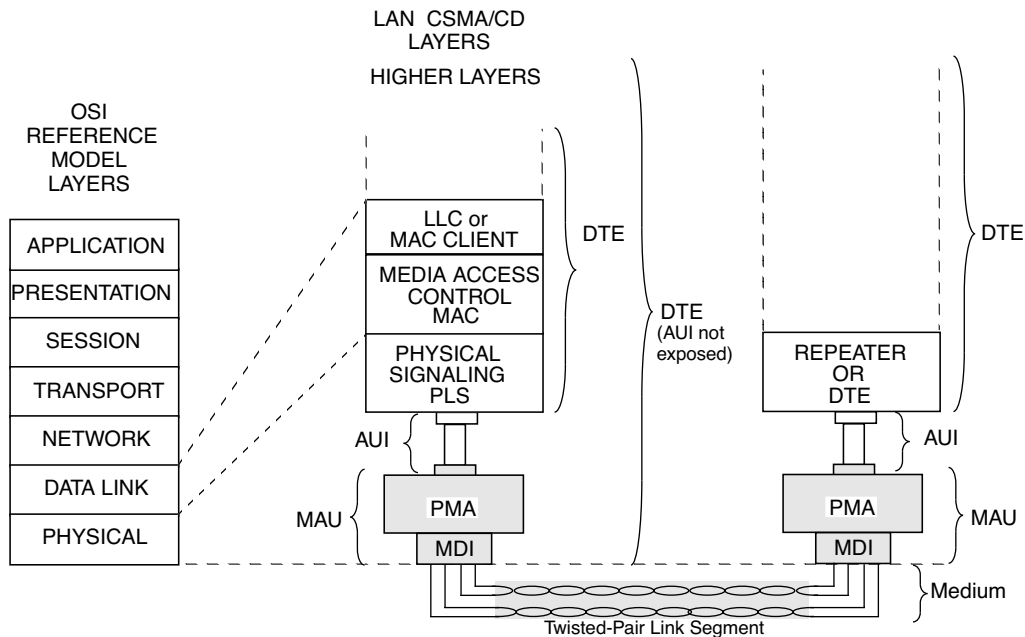 LAN CSMA/CD
LAYERS
HIGHER LAYERS
OSI
REFERENCE
MODEL
LAYERS
APPLICATION
PRESENTATION
SESSION
TRANSPORT
NETWORK
DATA LINK
PHYSICAL
LLC or
MAC CLIENT
MEDIA ACCESS
CONTROL
MAC
PHYSICAL
SIGNALING
PLS
DTE
AUI
MAU
PMA
MDI
DTE
(AUI not
exposed)
REPEATER
OR
DTE
DTE
AUI
PMA
MAU
MDI
Medium
Twisted-Pair Link Segment